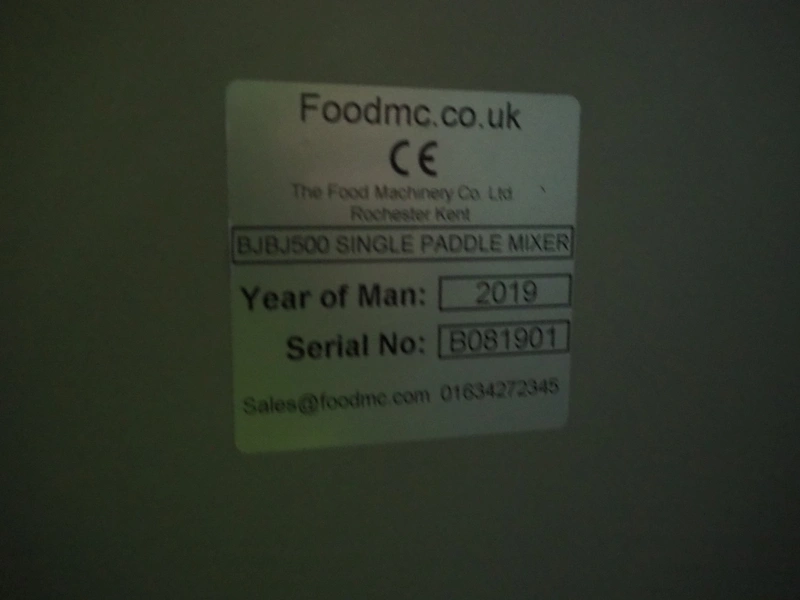 Foodmc.co.uk
CE
The Food Machinery Co. Ltd
Rochester Kent
BJBJ500 SINGLE PADDLE MIXER
Year of Man: 2019
Serial No: B081901
Sales@foodmc.com 01634272345